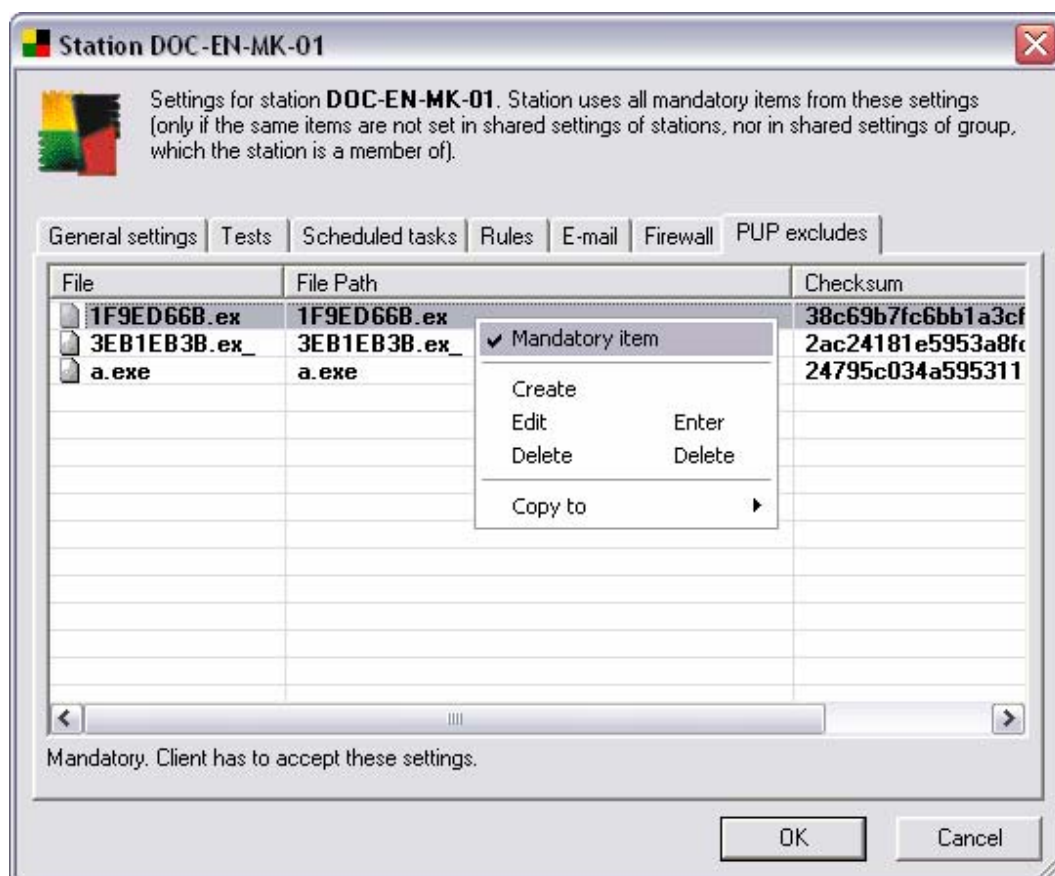 Station DOC-EN-MK-01
Settings for station DOC-EN-MK-01. Station uses all mandatory items from these settings
(only if the same items are not set in shared settings of stations, nor in shared settings of group,
which the station is a member of).
General settings Tests Scheduled tasks Rules E-mail Firewall PUP excludes
File File Path Checksum
1F9ED66B.ex 1F9ED66B.ex 38c69b7fc6bb1a3cf
3EB1EB3B.ex_ 3EB1EB3B.ex_ 2ac24181e5953a8fc
a.exe a.exe 24795c034a595311
Mandatory item
Create
Edit Enter
Delete Delete
Copy to
Mandatory. Client has to accept these settings.
OK Cancel